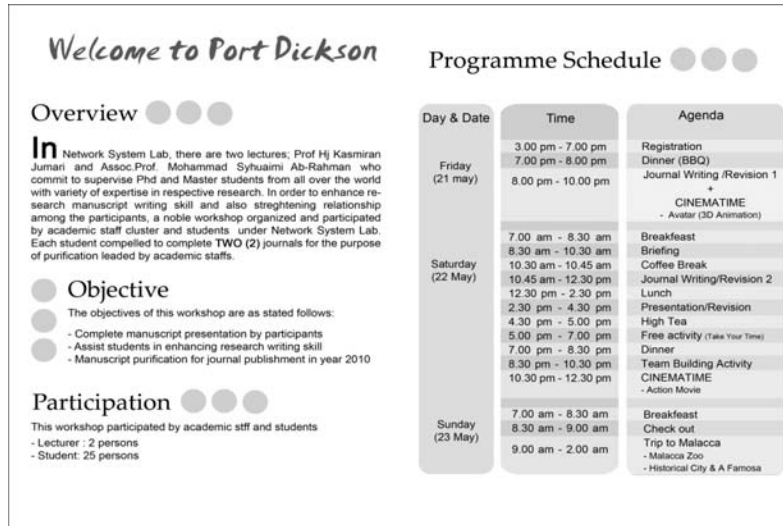 Welcome to Port Dickson
Overview
In Network System Lab, there are two lectures; Prof Hj Kasmiran
Jumari and Assoc.Prof. Mohammad Syhuaimi Ab-Rahman who
commit to supervise Phd and Master students from all over the world
with variety of expertise in respective research. In order to enhance re-
search manuscript writing skill and also streghtening relationship
among the participants, a noble workshop organized and participated
by academic staff cluster and students under Network System Lab.
Each student compelled to complete TWO (2) journals for the purpose
of purification leaded by academic staffs.
Objective
The objectives of this workshop are as stated follows:
- Complete manuscript presentation by participants
- Assist students in enhancing research writing skill
- Manuscript purification for journal publishment in year 2010
Participation
This workshop participated by academic stff and students
- Lecturer : 2 persons
- Student: 25 persons
Programme Schedule
Day & Date Time Agenda
Friday
(21 may)
3.00 pm - 7.00 pm Registration
7.00 pm - 8.00 pm Dinner (BBQ)
8.00 pm - 10.00 pm Journal Writing /Revision 1
+
CINEMATIME
- Avatar (3D Animation)
Saturday
(22 May)
7.00 am - 8.30 am Breakfeast
8.30 am - 10.30 am Briefing
10.30 am - 10.45 am Coffee Break
10.45 am - 12.30 pm Journal Writing/Revision 2
12.30 pm - 2.30 pm Lunch
2.30 pm - 4.30 pm Presentation/Revision
4.30 pm - 5.00 pm High Tea
5.00 pm - 7.00 pm Free activity (Take Your Time)
7.00 pm - 8.30 pm Dinner
8.30 pm - 10.30 pm Team Building Activity
10.30 pm - 12.30 pm CINEMATIME
- Action Movie
Sunday
(23 May)
7.00 am - 8.30 am Breakfeast
8.30 am - 9.00 am Check out
9.00 am - 2.00 am Trip to Malacca
- Malacca Zoo
- Historical City & A Famosa